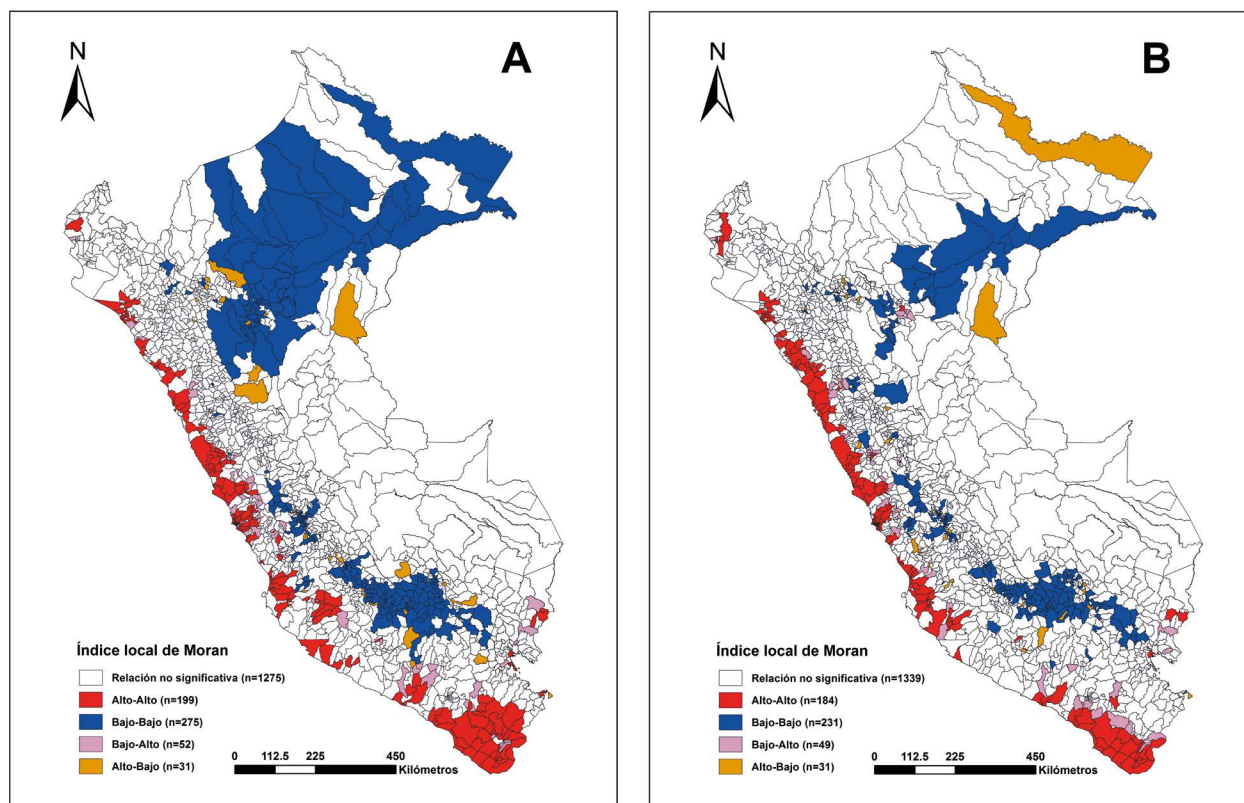 N
A
Índice local de Moran
Relación no significativa (n=1275)
Alto-Alto (n=199)
Bajo-Bajo (n=275)
Bajo-Alto (n=52)
Alto-Bajo (n=31)
0 112.5 225 450
Kilómetros
N
B
Índice local de Moran
Relación no significativa (n=1339)
Alto-Alto (n=184)
Bajo-Bajo (n=231)
Bajo-Alto (n=49)
Alto-Bajo (n=31)
0 112.5 225 450
Kilómetros